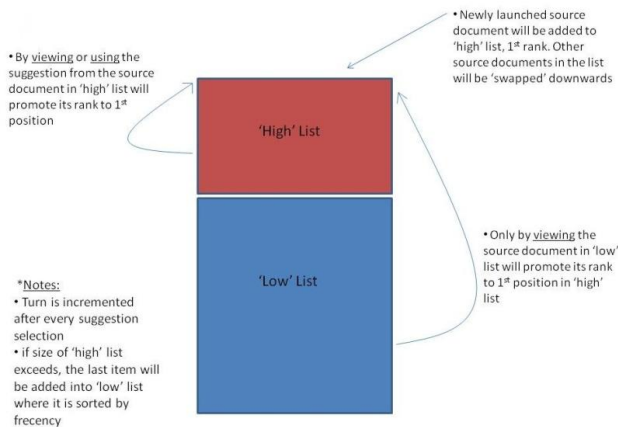 • Newly launched source
document will be added to
‘high’ list, 1st rank. Other
source documents in the list
will be ‘swapped’ downwards
• By viewing or using the
suggestion from the source
document in ‘high’ list will
promote its rank to 1st
position
‘High’ List
• Only by viewing the
source document in ‘low’
list will promote its rank
to 1st position in ‘high’
list
‘Low’ List
*Notes:
• Turn is incremented
after every suggestion
selection
• if size of ‘high’ list
exceeds, the last item will
be added into ‘low’ list
where it is sorted by
frecency